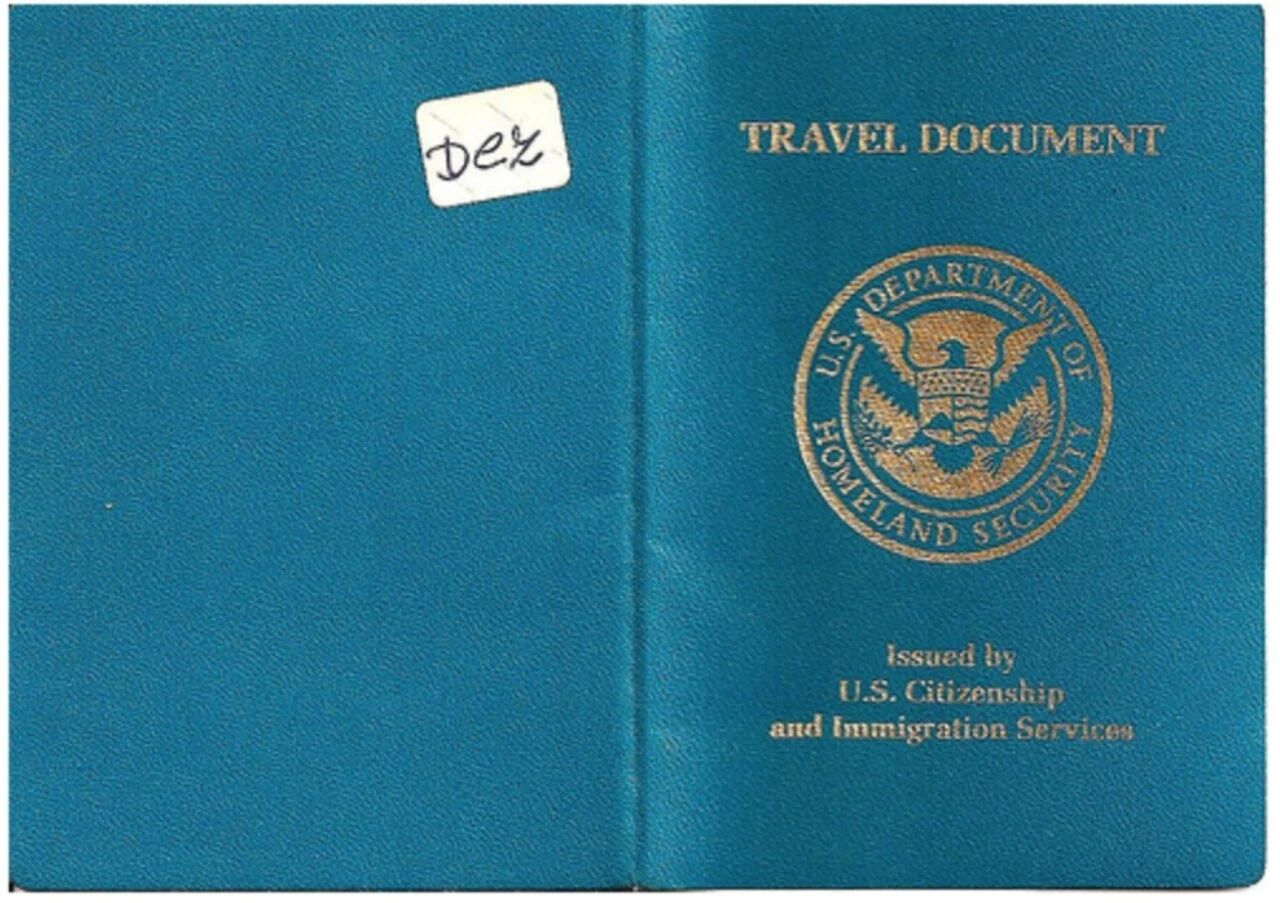 Dez
TRAVEL DOCUMENT
U.S. DEPARTMENT OF
HOMELAND SECURITY
Issued by
U.S. Citizenship
and Immigration Services